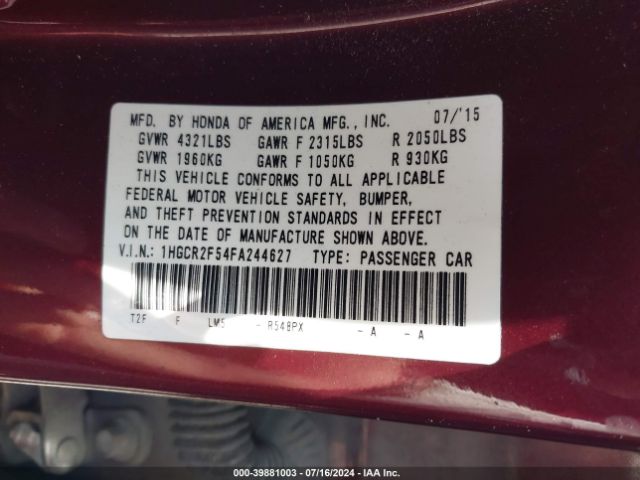 MFD. BY HONDA OF AMERICA MFG., INC. 07/'15
GVWR 4321LBS GAWR F 2315LBS R 2050LBS
GVWR 1960KG GAWR F 1050KG R 930KG
THIS VEHICLE CONFORMS TO ALL APPLICABLE
FEDERAL MOTOR VEHICLE SAFETY, BUMPER,
AND THEFT PREVENTION STANDARDS IN EFFECT
ON THE DATE OF MANUFACTURE SHOWN ABOVE.
V.I.N.: 1HGCR2F54FA244627 TYPE: PASSENGER CAR
T2F F LM5 - R548PX - A - A
000-39881003 - 07/16/2024 - IAA Inc.